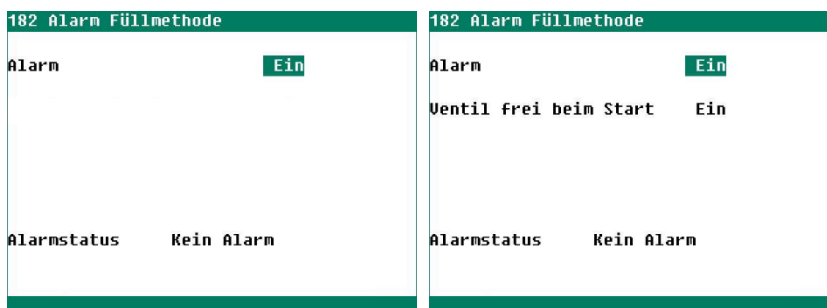 182 Alarm Füllmethode
Alarm Ein
Alarmstatus Kein Alarm
182 Alarm Füllmethode
Alarm Ein
Ventil frei beim Start Ein
Alarmstatus Kein Alarm